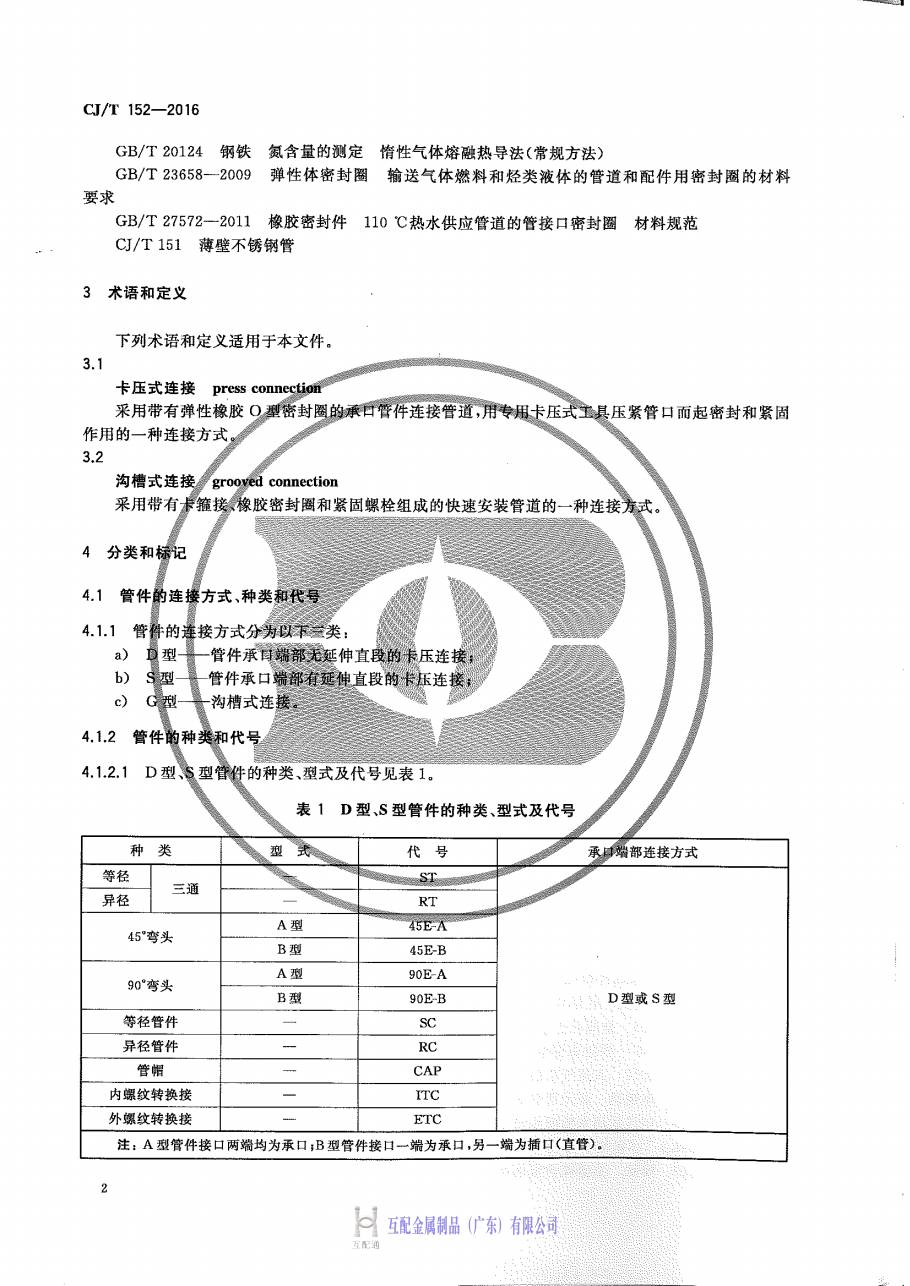 CJ/T 152—2016
GB/T 20124 钢铁 氮含量的测定 惰性气体熔融热导法(常规方法)
GB/T 23658—2009 弹性体密封圈 输送气体燃料和烃类液体的管道和配件用密封圈的材料
要求
GB/T 27572—2011 橡胶密封件 110 ℃热水供应管道的管接口密封圈 材料规范
CJ/T 151 薄壁不锈钢管
3 术语和定义
下列术语和定义适用于本文件。
3.1
卡压式连接 press connection
采用带有弹性橡胶 O 型密封圈的承口管件连接管道,用专用卡压式工具压紧管口而起密封和紧固
作用的一种连接方式。
3.2
沟槽式连接 grooved connection
采用带有卡箍接、橡胶密封圈和紧固螺栓组成的快速安装管道的一种连接方式。
4 分类和标记
4.1 管件的连接方式、种类和代号
4.1.1 管件的连接方式分为以下三类:
a) D 型——管件承口端部无延伸直段的卡压连接;
b) S 型——管件承口端部有延伸直段的卡压连接;
c) G 型——沟槽式连接。
4.1.2 管件的种类和代号
4.1.2.1 D 型、S 型管件的种类、型式及代号见表 1。
表 1 D 型、S 型管件的种类、型式及代号
种 类 型 式 代 号 承口端部连接方式
等径 三通 — ST
异径 — RT
45°弯头 A 型 45E-A
B 型 45E-B
90°弯头 A 型 90E-A
B 型 90E-B
D 型或 S 型
等径管件 — SC
异径管件 — RC
管帽 — CAP
内螺纹转换接 — ITC
外螺纹转换接 — ETC
注: A 型管件接口两端均为承口;B 型管件接口一端为承口,另一端为插口(直管)。
2
互配金属制品（广东）有限公司
互配通